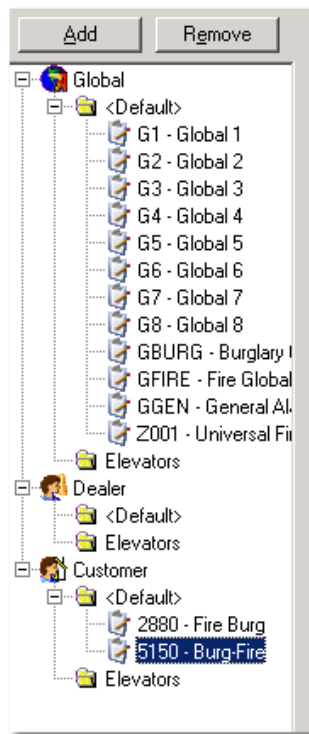 Add Remove
Global
<Default>
G1 - Global 1
G2 - Global 2
G3 - Global 3
G4 - Global 4
G5 - Global 5
G6 - Global 6
G7 - Global 7
G8 - Global 8
GBURG - Burglary
GFIRE - Fire Global
GGEN - General
Z001 - Universal
Elevators
Dealer
<Default>
Elevators
Customer
<Default>
2880 - Fire Burg
5150 - Burg-Fire
Elevators